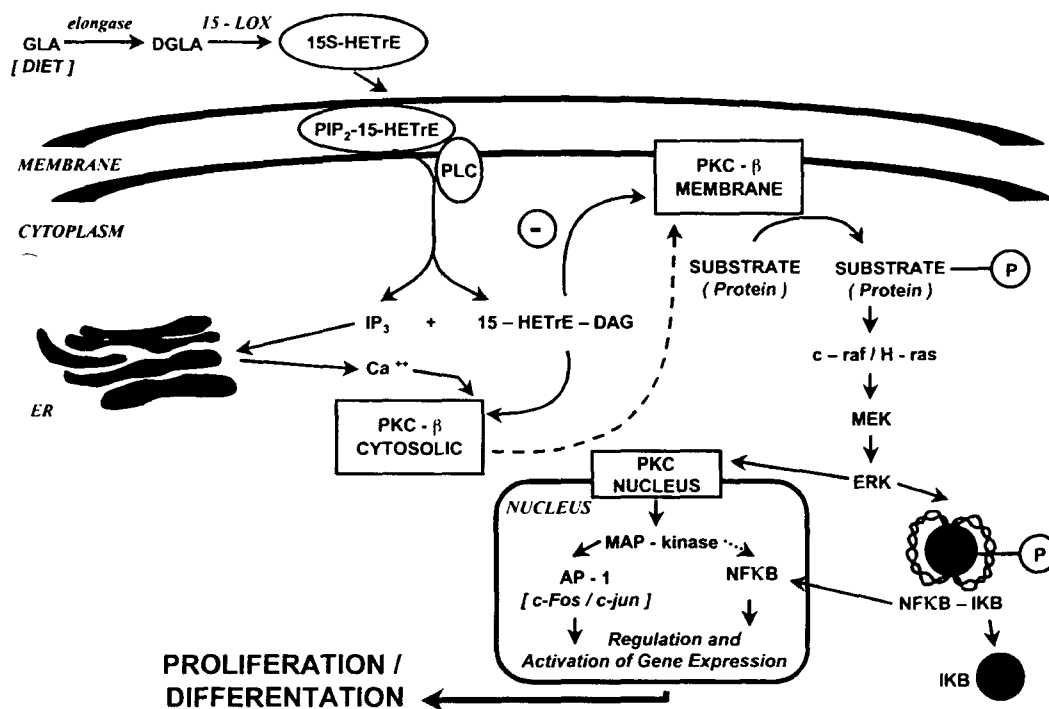 elongase 15 - LOX
GLA DGLA 15S-HETrE
[ DIET ]
PIP2-15-HETrE
MEMBRANE PLC PKC - β
MEMBRANE
CYTOPLASM
-
SUBSTRATE SUBSTRATE P
( Protein ) ( Protein )
IP3 + 15 – HETrE – DAG
c – raf / H - ras
Ca ++
ER
PKC - β
CYTOSOLIC
MEK
PKC
NUCLEUS
ERK
NUCLEUS
MAP - kinase
P
AP - 1 NFKB
[ c-Fos / c-jun ]
NFKB – IKB
Regulation and
Activation of Gene Expression
PROLIFERATION /
DIFFERENTATION
IKB